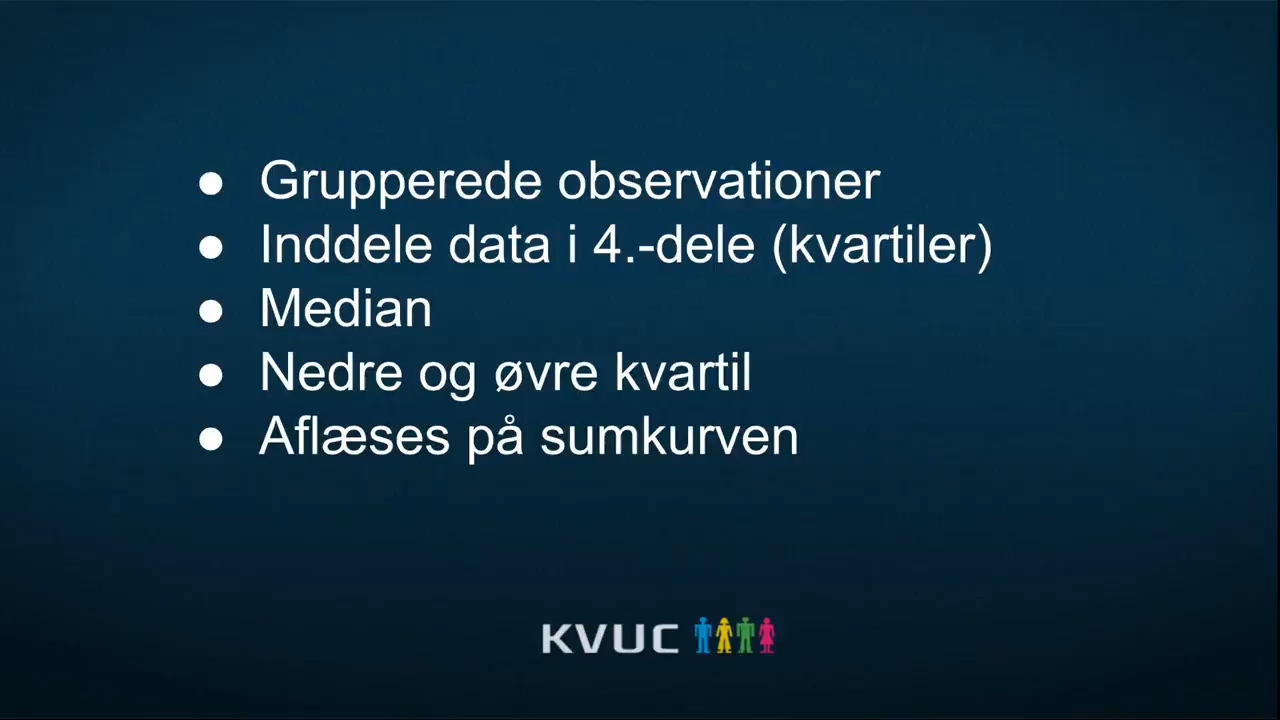 ● Grupperede observationer
● Inddele data i 4.-dele (kvartiler)
● Median
● Nedre og øvre kvartil
● Aflæses på sumkurven
KVUC